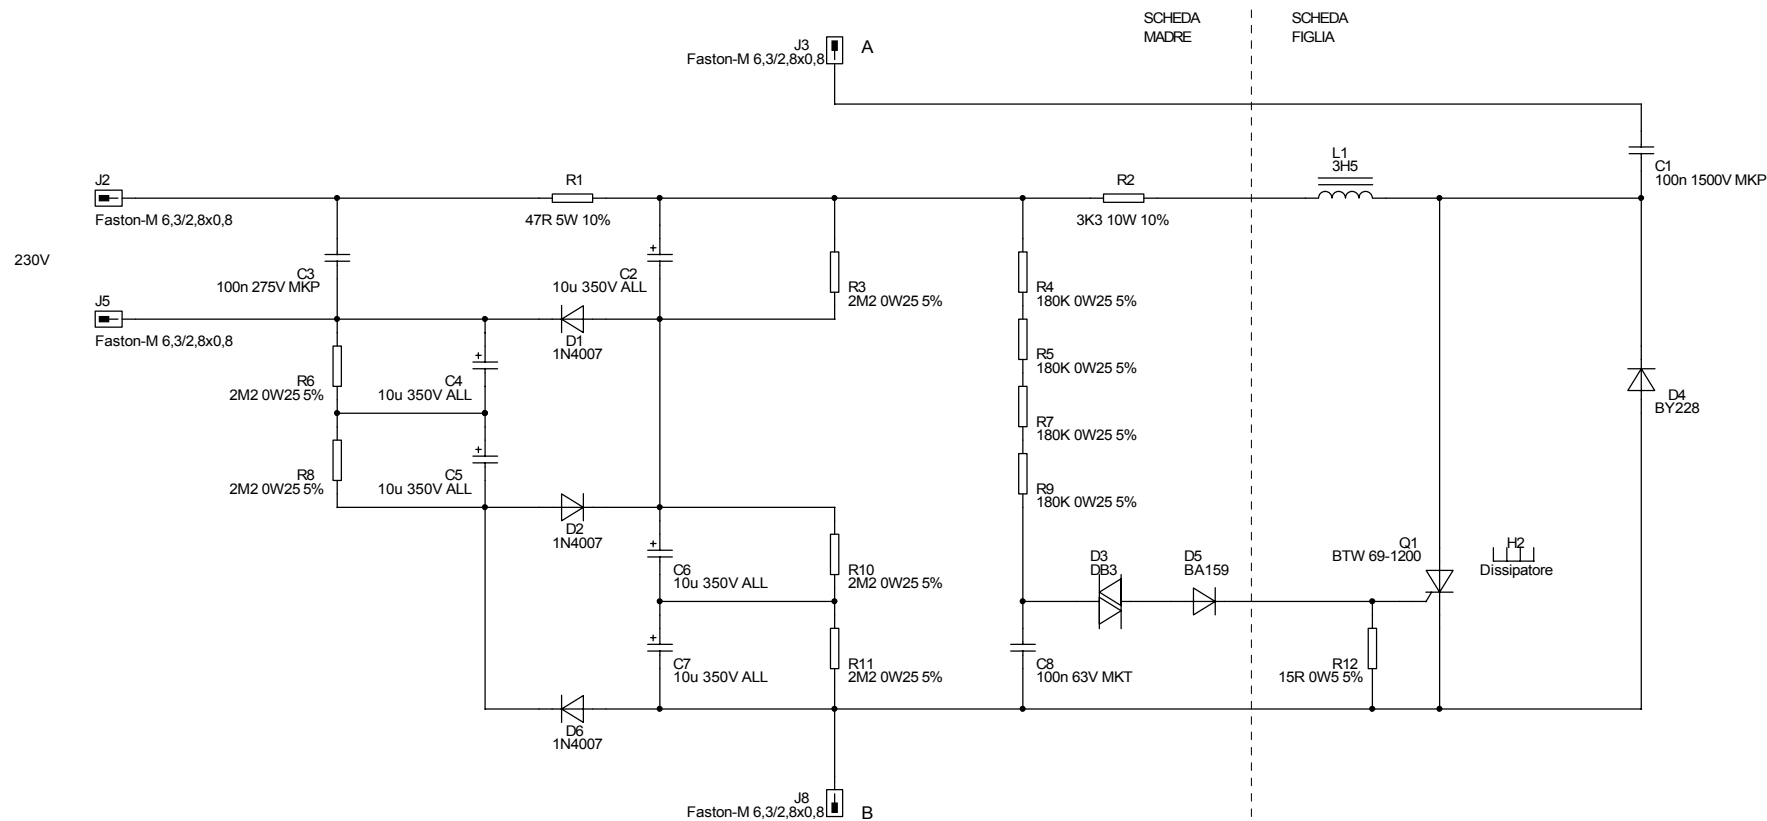 SCHEDA
MADRE
SCHEDA
FIGLIA
J3
Faston-M 6,3/2,8x0,8
A
C1
100n 1500V MKP
L1
3H5
J2
Faston-M 6,3/2,8x0,8
R1
47R 5W 10%
R2
3K3 10W 10%
230V
C3
100n 275V MKP
+
C2
10u 350V ALL
R3
2M2 0W25 5%
R4
180K 0W25 5%
J5
Faston-M 6,3/2,8x0,8
D1
1N4007
R5
180K 0W25 5%
R6
2M2 0W25 5%
+
C4
10u 350V ALL
D4
BY228
R7
180K 0W25 5%
R8
2M2 0W25 5%
+
C5
10u 350V ALL
R9
180K 0W25 5%
D2
1N4007
+
C6
10u 350V ALL
R10
2M2 0W25 5%
D3
DB3
D5
BA159
Q1
BTW 69-1200
H2
Dissipatore
+
C7
10u 350V ALL
R11
2M2 0W25 5%
C8
100n 63V MKT
R12
15R 0W5 5%
D6
1N4007
J8
Faston-M 6,3/2,8x0,8
B